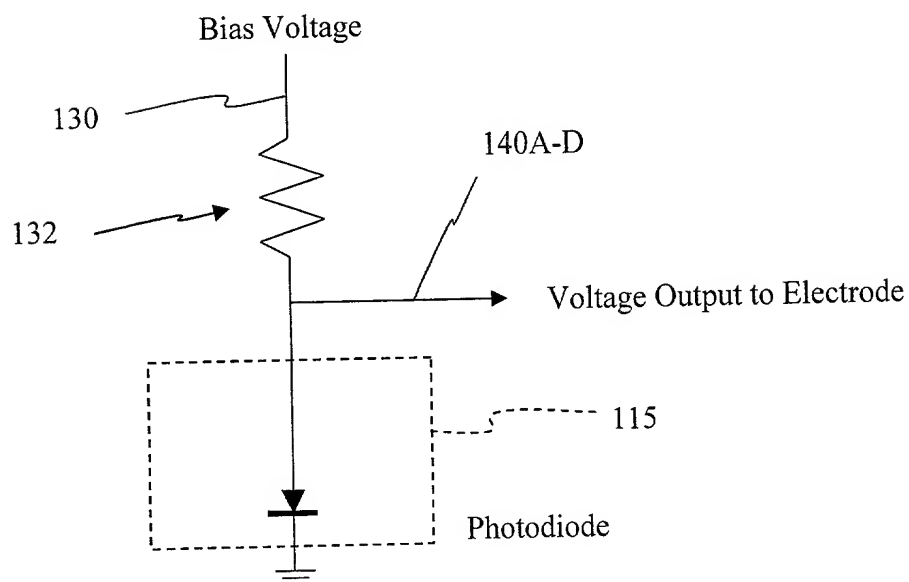 Bias Voltage
130
140A-D
132
Voltage Output to Electrode
115
Photodiode